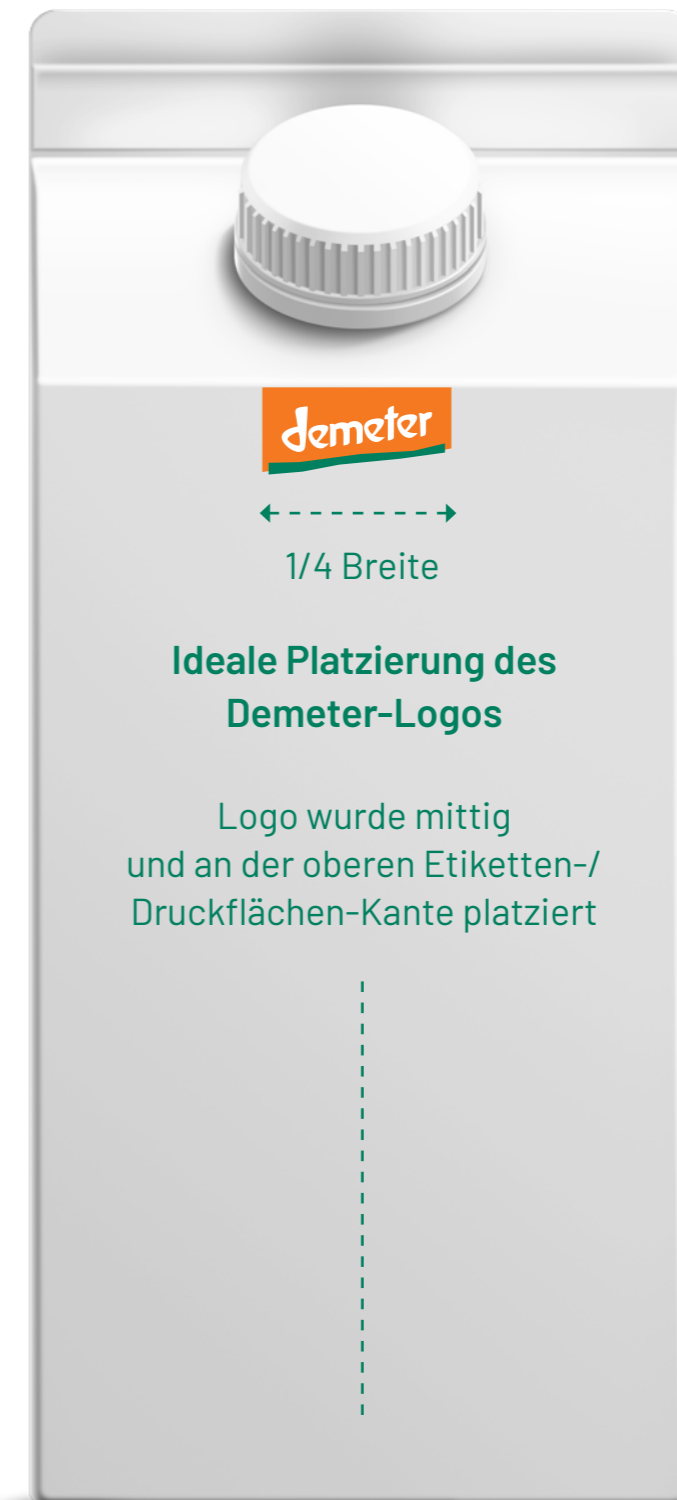 demeter
1/4 Breite
Ideale Platzierung des
Demeter-Logos
Logo wurde mittig
und an der oberen Etiketten-/
Druckflächen-Kante platziert